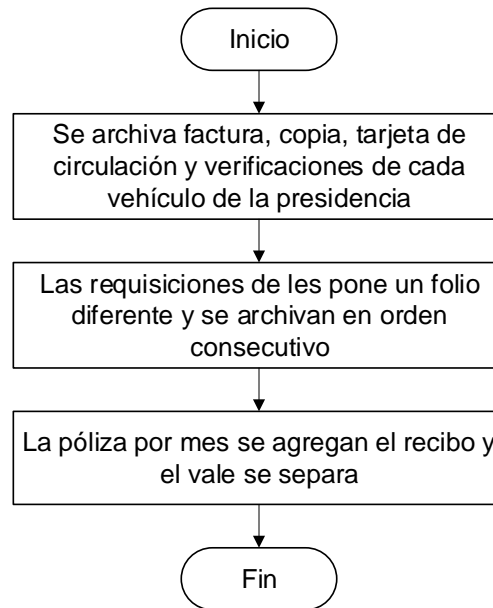 Inicio
Se archiva factura, copia, tarjeta de
circulación y verificaciones de cada
vehículo de la presidencia
Las requisiciones de les pone un folio
diferente y se archivan en orden
consecutivo
La póliza por mes se agregan el recibo y
el vale se separa
Fin